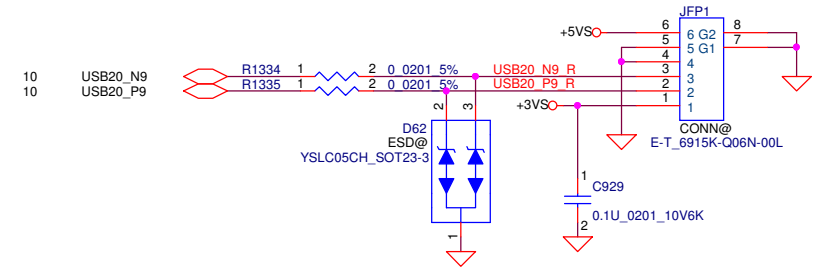 JFP1
+5VS
6 6 G2 8
5 5 G1 7
4 4
10 USB20_N9 R1334 1 2 0_0201_5% USB20_N9_R 3 3
10 USB20_P9 R1335 1 2 0_0201_5% USB20_P9_R 2 2
+3VS 1 1
2 3
D62
ESD@
YSLC05CH_SOT23-3
CONN@
E-T_6915K-Q06N-00L
1
C929
0.1U_0201_10V6K
2
1